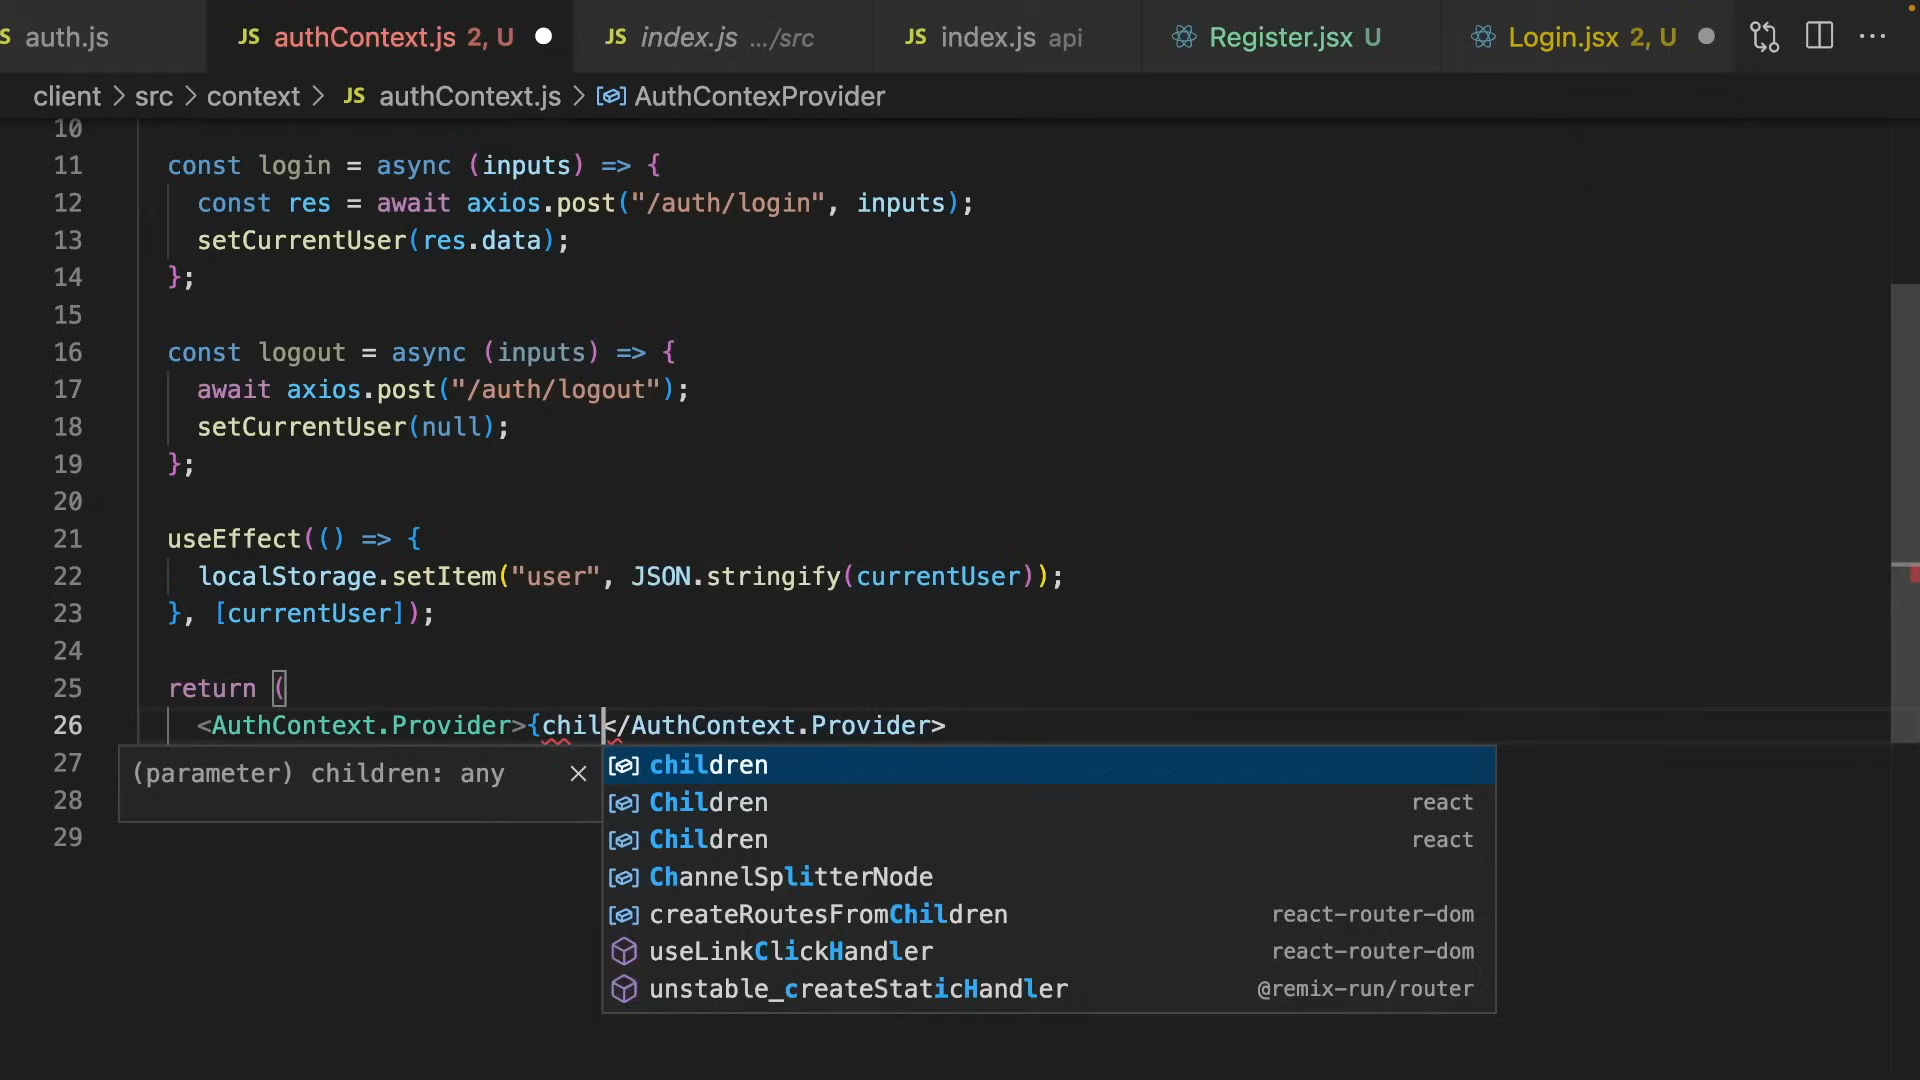 S auth.js JS authContext.js 2, U JS index.js .../src JS index.js api Register.jsx U Login.jsx 2, U ...
client > src > context > JS authContext.js > AuthContexProvider
10
11 const login = async (inputs) => {
12 const res = await axios.post("/auth/login", inputs);
13 setCurrentUser(res.data);
14 };
15
16 const logout = async (inputs) => {
17 await axios.post("/auth/logout");
18 setCurrentUser(null);
19 };
20
21 useEffect(() => {
22 localStorage.setItem("user", JSON.stringify(currentUser));
23 }, [currentUser]);
24
25 return (
26 <AuthContext.Provider>{chil</AuthContext.Provider>
27
28
29
(parameter) children: any
children
Children react
Children react
ChannelSplitterNode
createRoutesFromChildren react-router-dom
useLinkClickHandler react-router-dom
unstable_createStaticHandler @remix-run/router